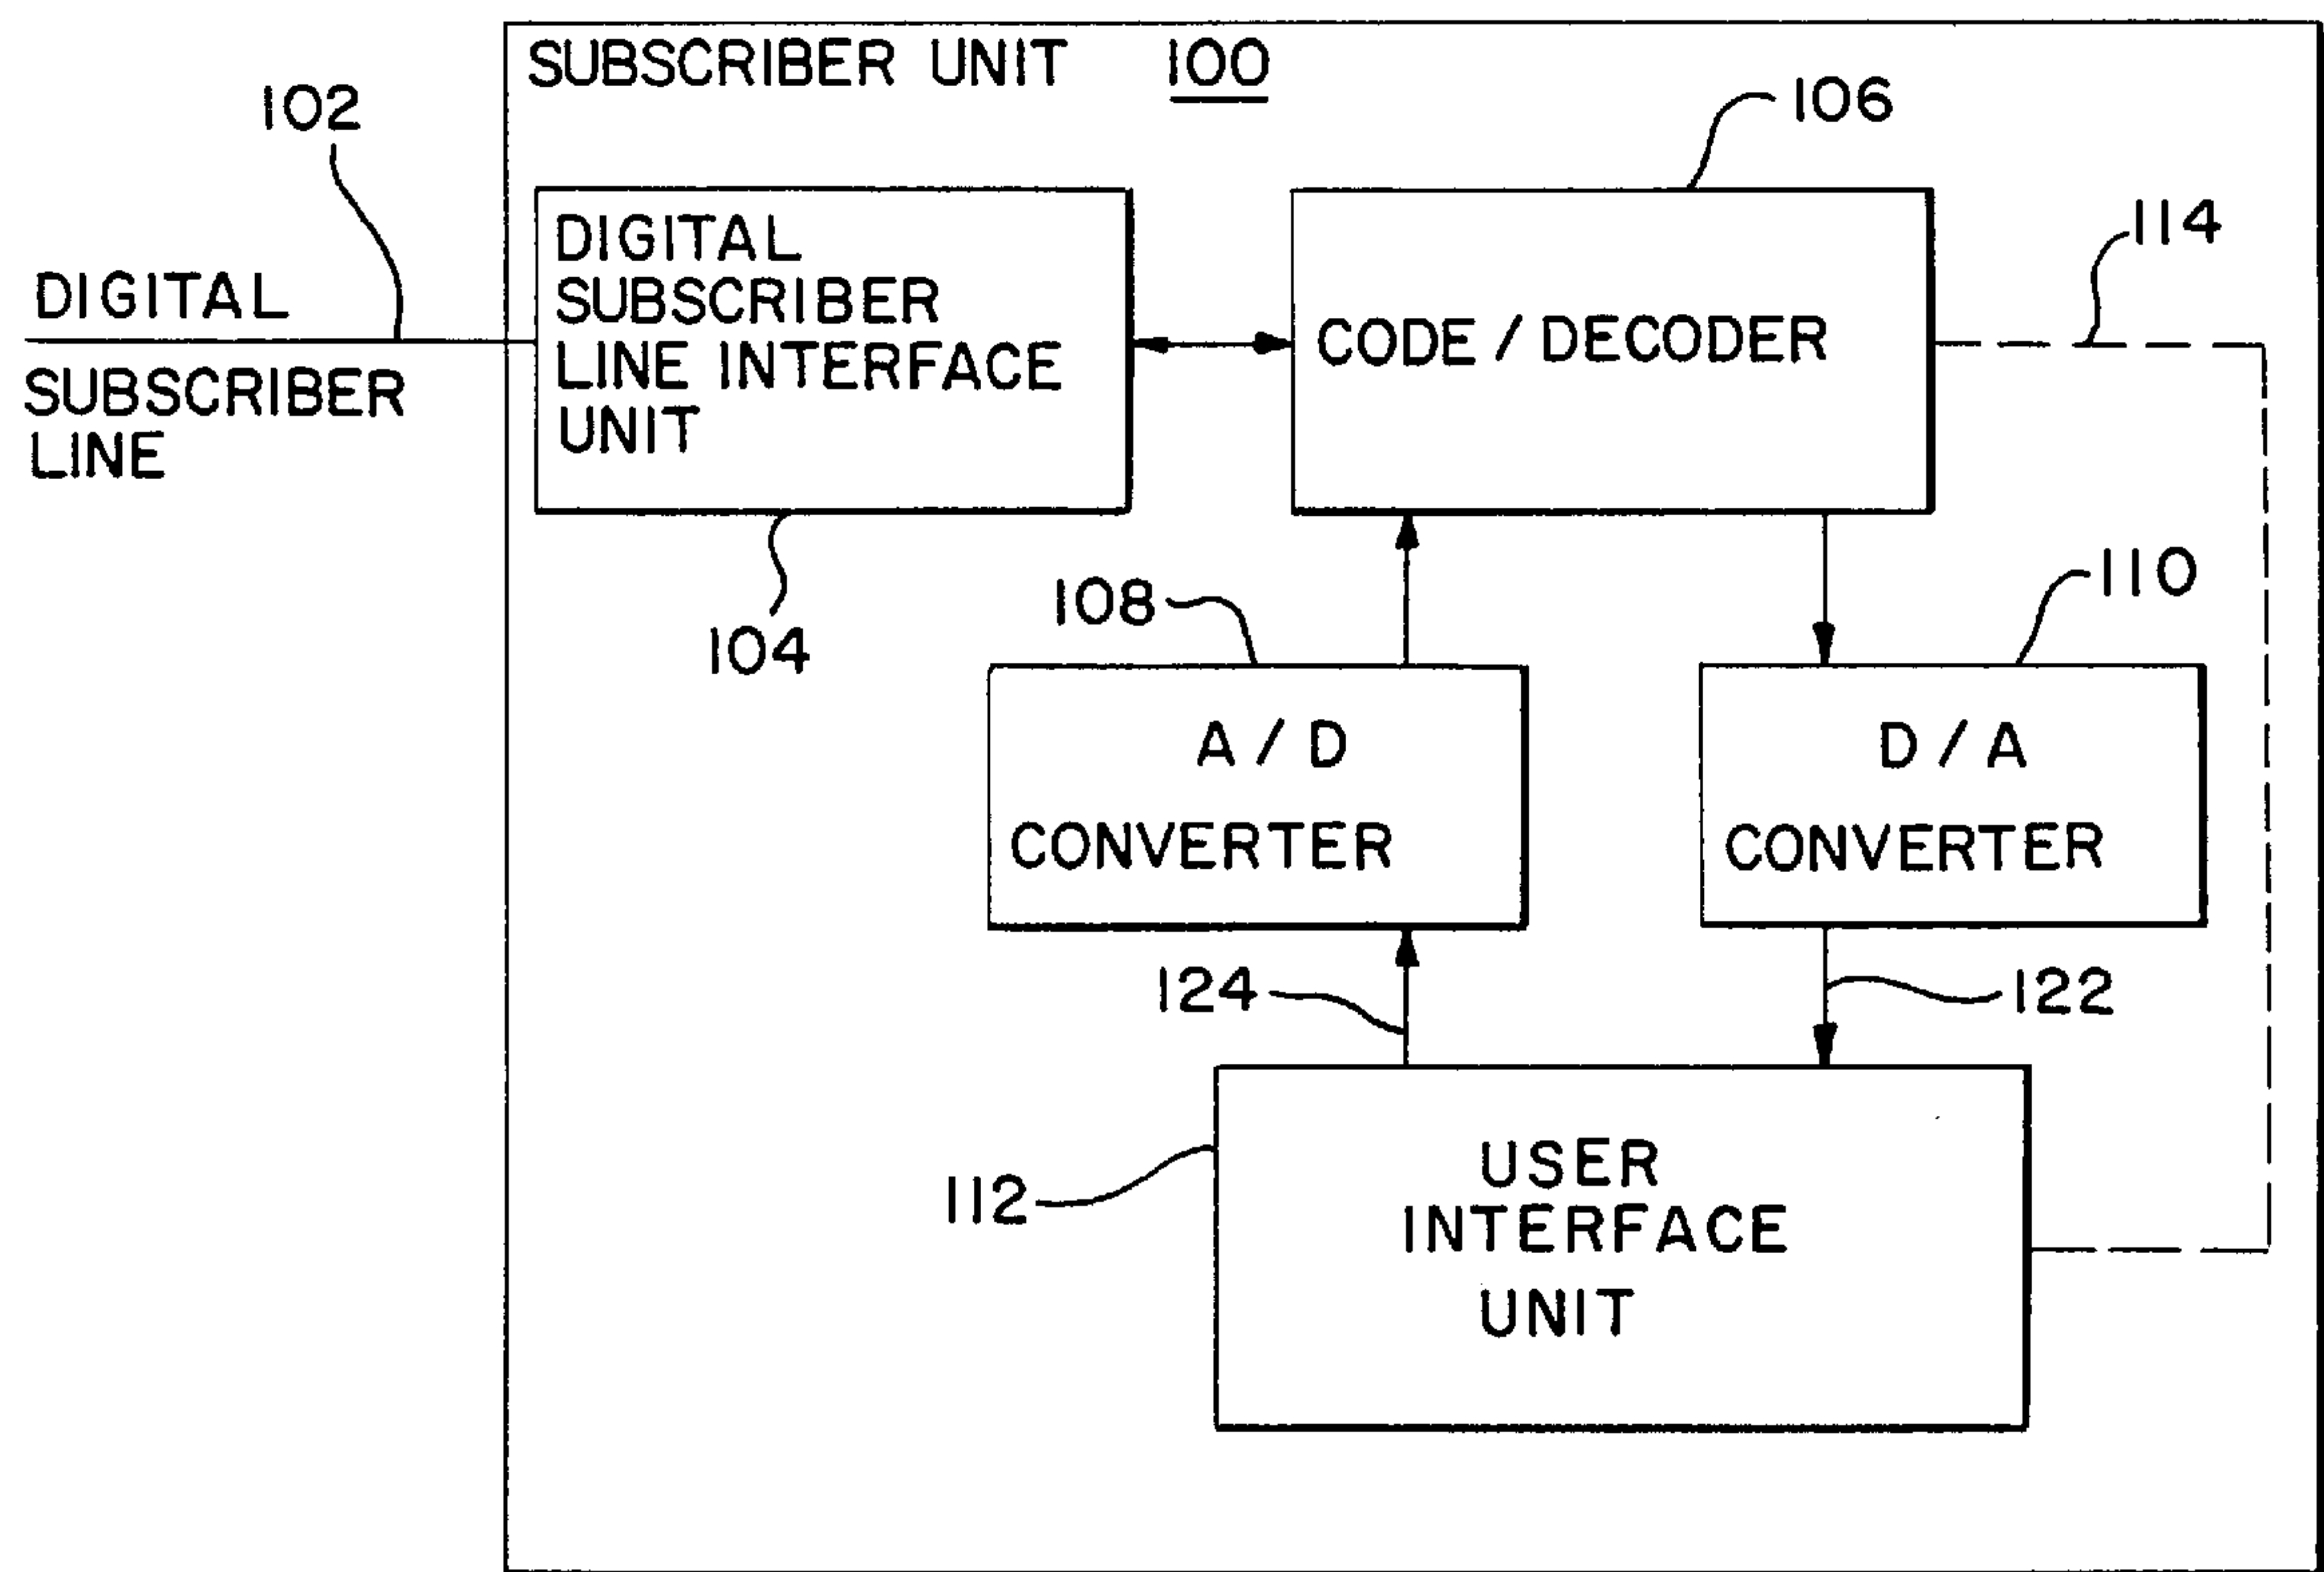 SUBSCRIBER UNIT 100
102
106
114
DIGITAL
SUBSCRIBER
LINE
DIGITAL
SUBSCRIBER
LINE INTERFACE
UNIT
CODE / DECODER
104
108
110
A / D
CONVERTER
D / A
CONVERTER
124
122
112
USER
INTERFACE
UNIT